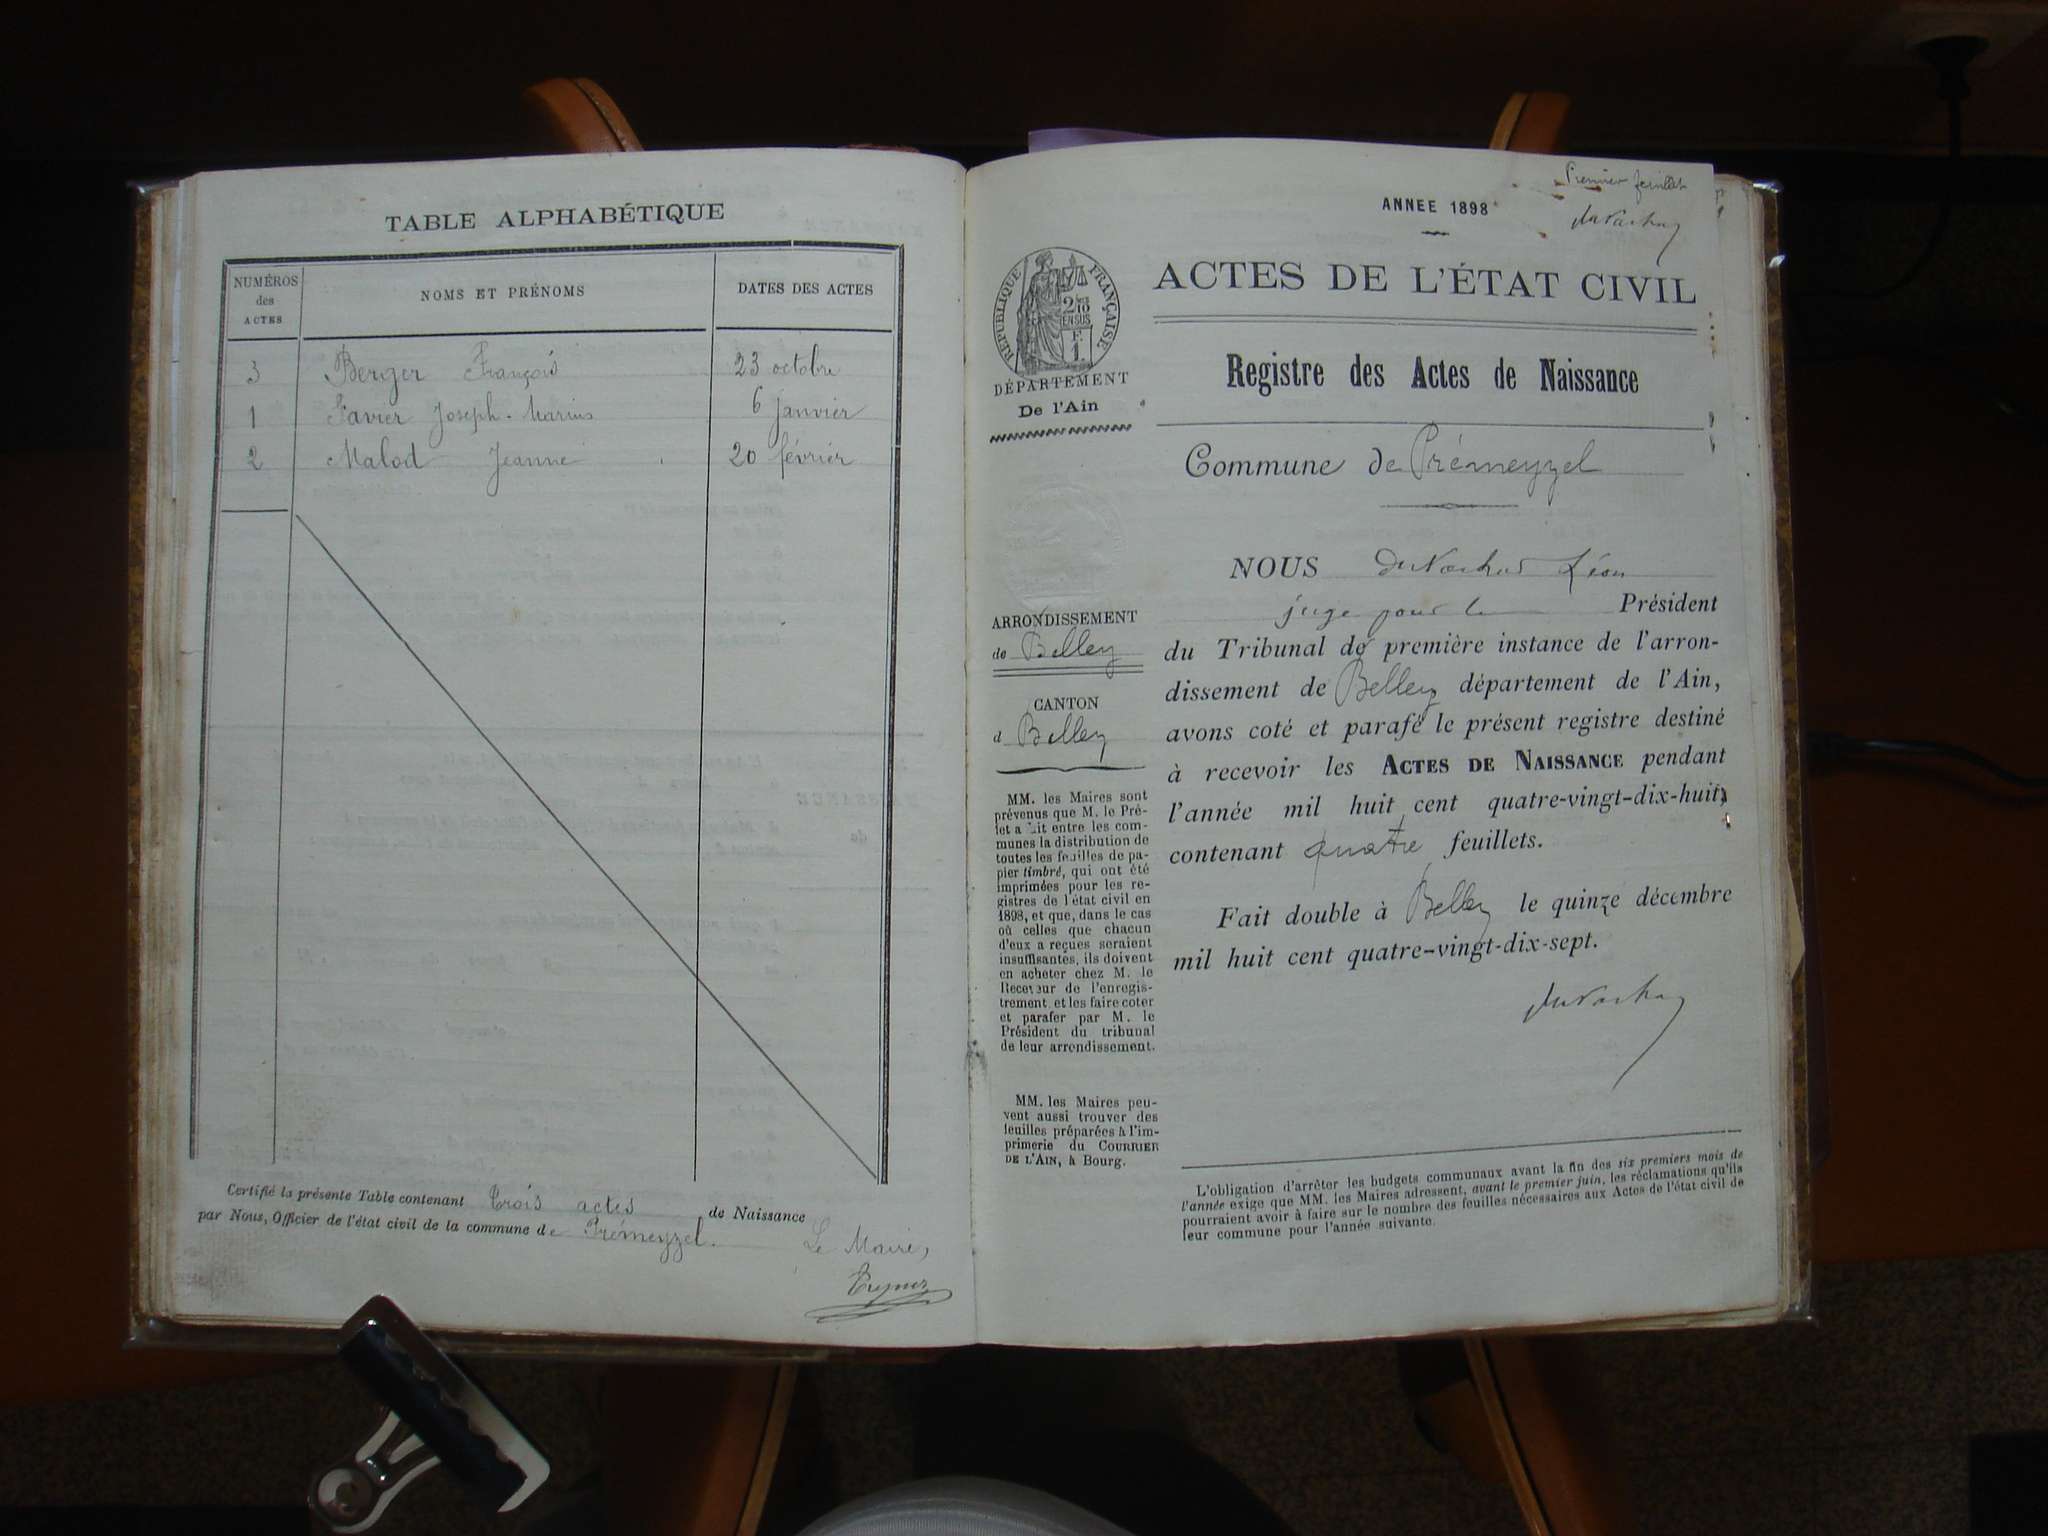 TABLE ALPHABÉTIQUE
NUMÉROS
des
ACTES
NOMS ET PRÉNOMS
DATES DES ACTES
3 Berger François 23 octobre
1 Savier Joseph-Marius 6 janvier
2 Malod Jeanne 20 février
Certifié la présente Table contenant Trois actes de Naissance
par Nous, Officier de l'état civil de la commune de Prémeyzel.
Le Maire,
Premier feuillet
ANNEE 1898
RÉPUBLIQUE FRANÇAISE
2/10
EN SUS
F.
1.
DÉPARTEMENT
De l'Ain
ACTES DE L'ÉTAT CIVIL
Registre des Actes de Naissance
Commune de Prémeyzel
ARRONDISSEMENT
de Belley
CANTON
d Belley
MM. les Maires sont
prévenus que M. le Pré-
fet a fait entre les com-
munes la distribution de
toutes les feuilles de pa-
pier timbré, qui ont été
imprimées pour les re-
gistres de l'état civil en
1898, et que, dans le cas
où celles que chacun
d'eux a reçues seraient
insuffisantes, ils doivent
en acheter chez M. le
Receveur de l'enregis-
trement et les faire coter
et parafer par M. le
Président du tribunal
de leur arrondissement.
MM. les Maires peu-
vent aussi trouver des
feuilles préparées à l'im-
primerie du COURRIER
DE L'AIN, à Bourg.
NOUS Léon
juge pour le Président
du Tribunal de première instance de l'arron-
dissement de Belley département de l'Ain,
avons coté et parafé le présent registre destiné
à recevoir les ACTES DE NAISSANCE pendant
l'année mil huit cent quatre-vingt-dix-huit,
contenant quatre feuillets.
Fait double à Belley le quinze décembre
mil huit cent quatre-vingt-dix-sept.
L'obligation d'arrêter les budgets communaux avant la fin des six premiers mois de
l'année exige que MM. les Maires adressent, avant le premier juin, les réclamations qu'ils
pourraient avoir à faire sur le nombre des feuilles nécessaires aux Actes de l'état civil de
leur commune pour l'année suivante.